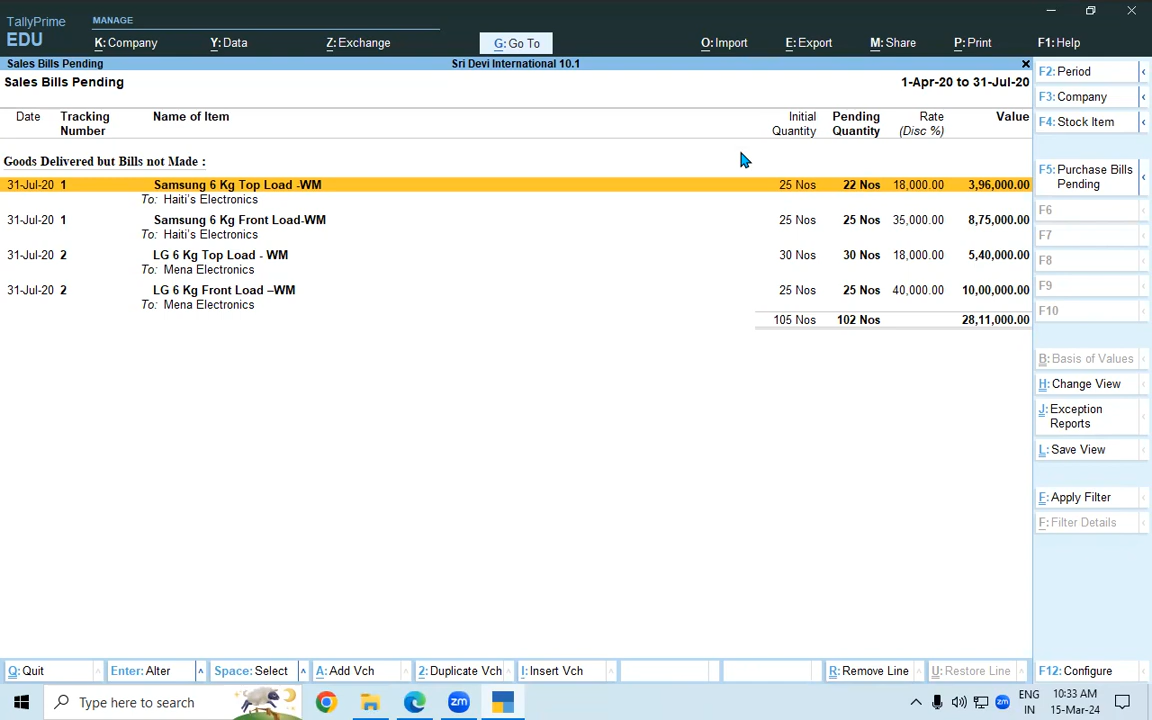 TallyPrime
EDU
MANAGE
K: Company
Y: Data
Z: Exchange
G: Go To
O: Import
E: Export
M: Share
P: Print
F1: Help
Sales Bills Pending
Sri Devi International 10.1
Sales Bills Pending
1-Apr-20 to 31-Jul-20
Date Tracking Name of Item Initial Pending Rate Value
Number Quantity Quantity (Disc %)
Goods Delivered but Bills not Made :
31-Jul-20 1 Samsung 6 Kg Top Load -WM 25 Nos 22 Nos 18,000.00 3,96,000.00
To: Haiti's Electronics
31-Jul-20 1 Samsung 6 Kg Front Load-WM 25 Nos 25 Nos 35,000.00 8,75,000.00
To: Haiti's Electronics
31-Jul-20 2 LG 6 Kg Top Load - WM 30 Nos 30 Nos 18,000.00 5,40,000.00
To: Mena Electronics
31-Jul-20 2 LG 6 Kg Front Load –WM 25 Nos 25 Nos 40,000.00 10,00,000.00
To: Mena Electronics
105 Nos 102 Nos 28,11,000.00
F2: Period
F3: Company
F4: Stock Item
F5: Purchase Bills
Pending
F6
F7
F8
F9
F10
B: Basis of Values
H: Change View
J: Exception
Reports
L: Save View
F: Apply Filter
F: Filter Details
Q: Quit
Enter: Alter
Space: Select
A: Add Vch
2: Duplicate Vch
I: Insert Vch
R: Remove Line
U: Restore Line
F12: Configure
Type here to search
zm
zm
ENG
IN
10:33 AM
15-Mar-24